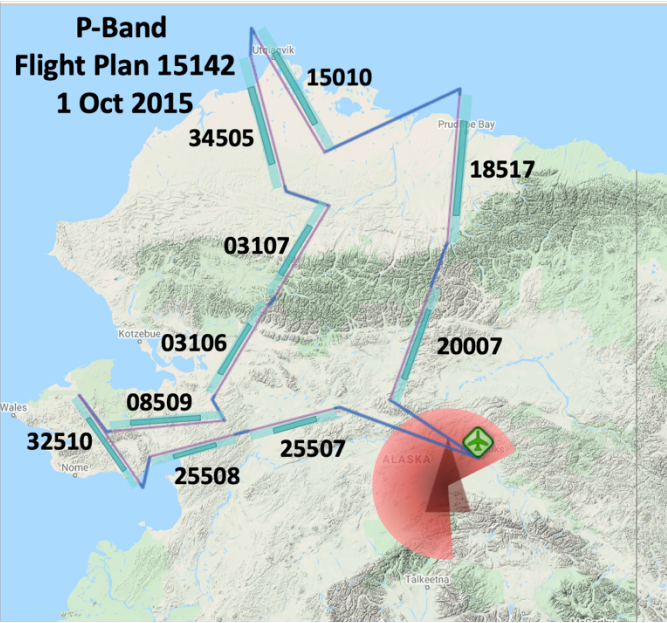 P-Band
Flight Plan 15142
1 Oct 2015
Utqiagvik
15010
34505
Prudhoe Bay
18517
03107
Kotzebue
03106
20007
08509
Wales
32510
25507
ALASKA
25508
Nome
Talkeetna